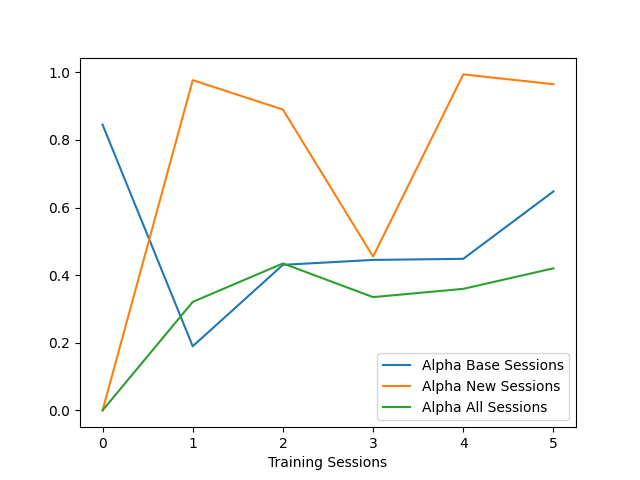 1.0
0.8
0.6
0.4
0.2
0.0
0 1 2 3 4 5
Training Sessions
Alpha Base Sessions
Alpha New Sessions
Alpha All Sessions